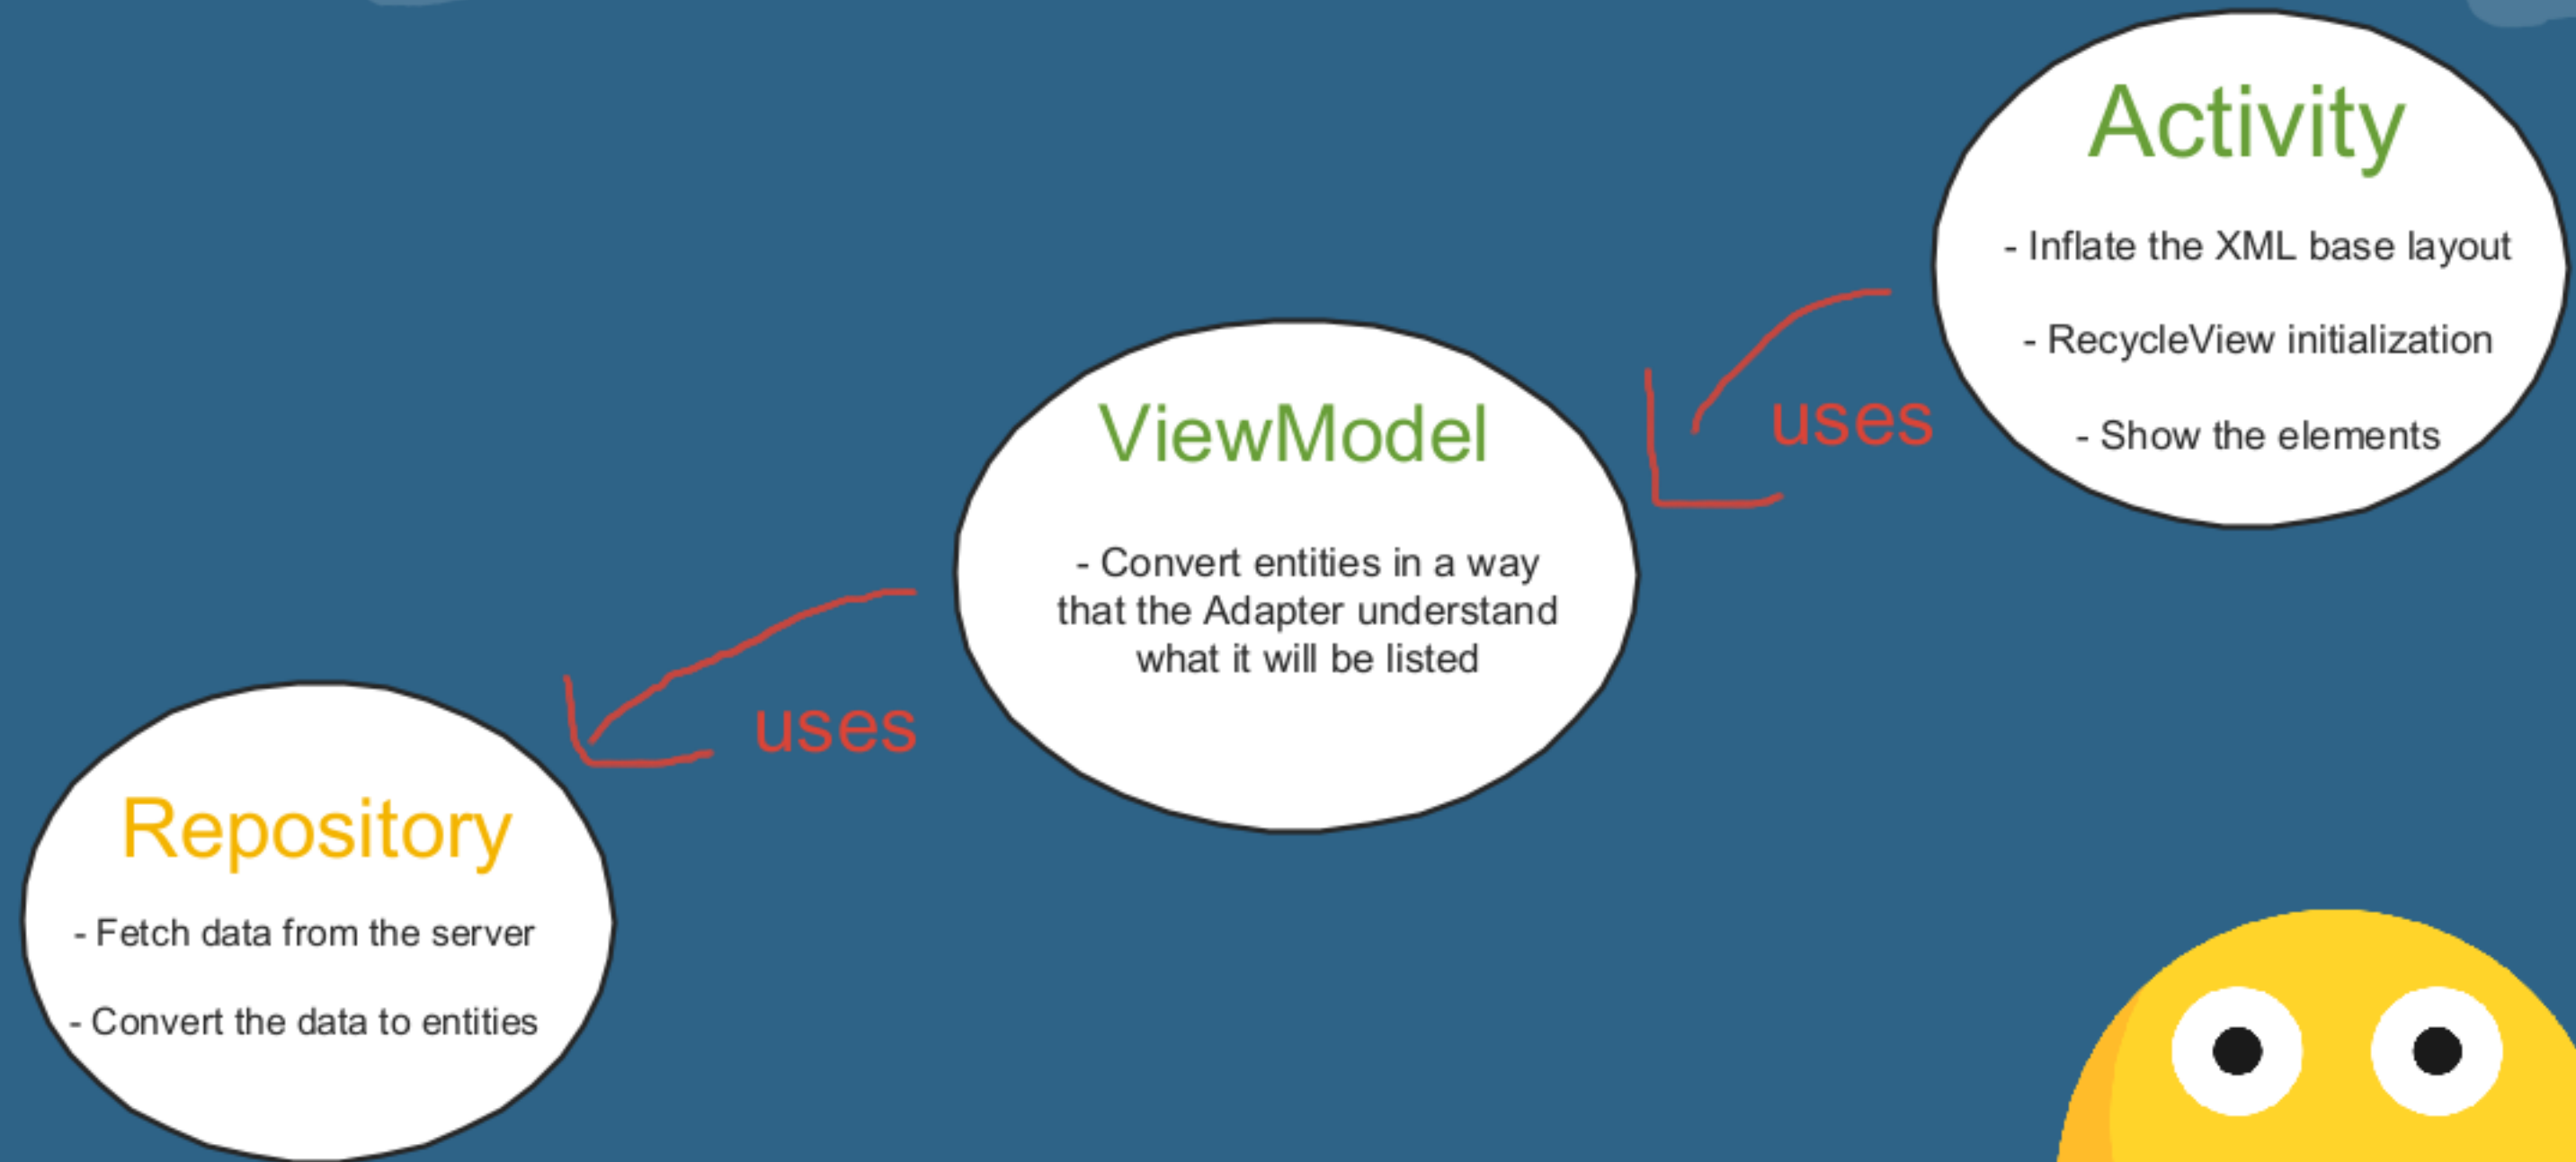 Activity
- Inflate the XML base layout
- RecycleView initialization
- Show the elements
uses
ViewModel
- Convert entities in a way
that the Adapter understand
what it will be listed
uses
Repository
- Fetch data from the server
- Convert the data to entities